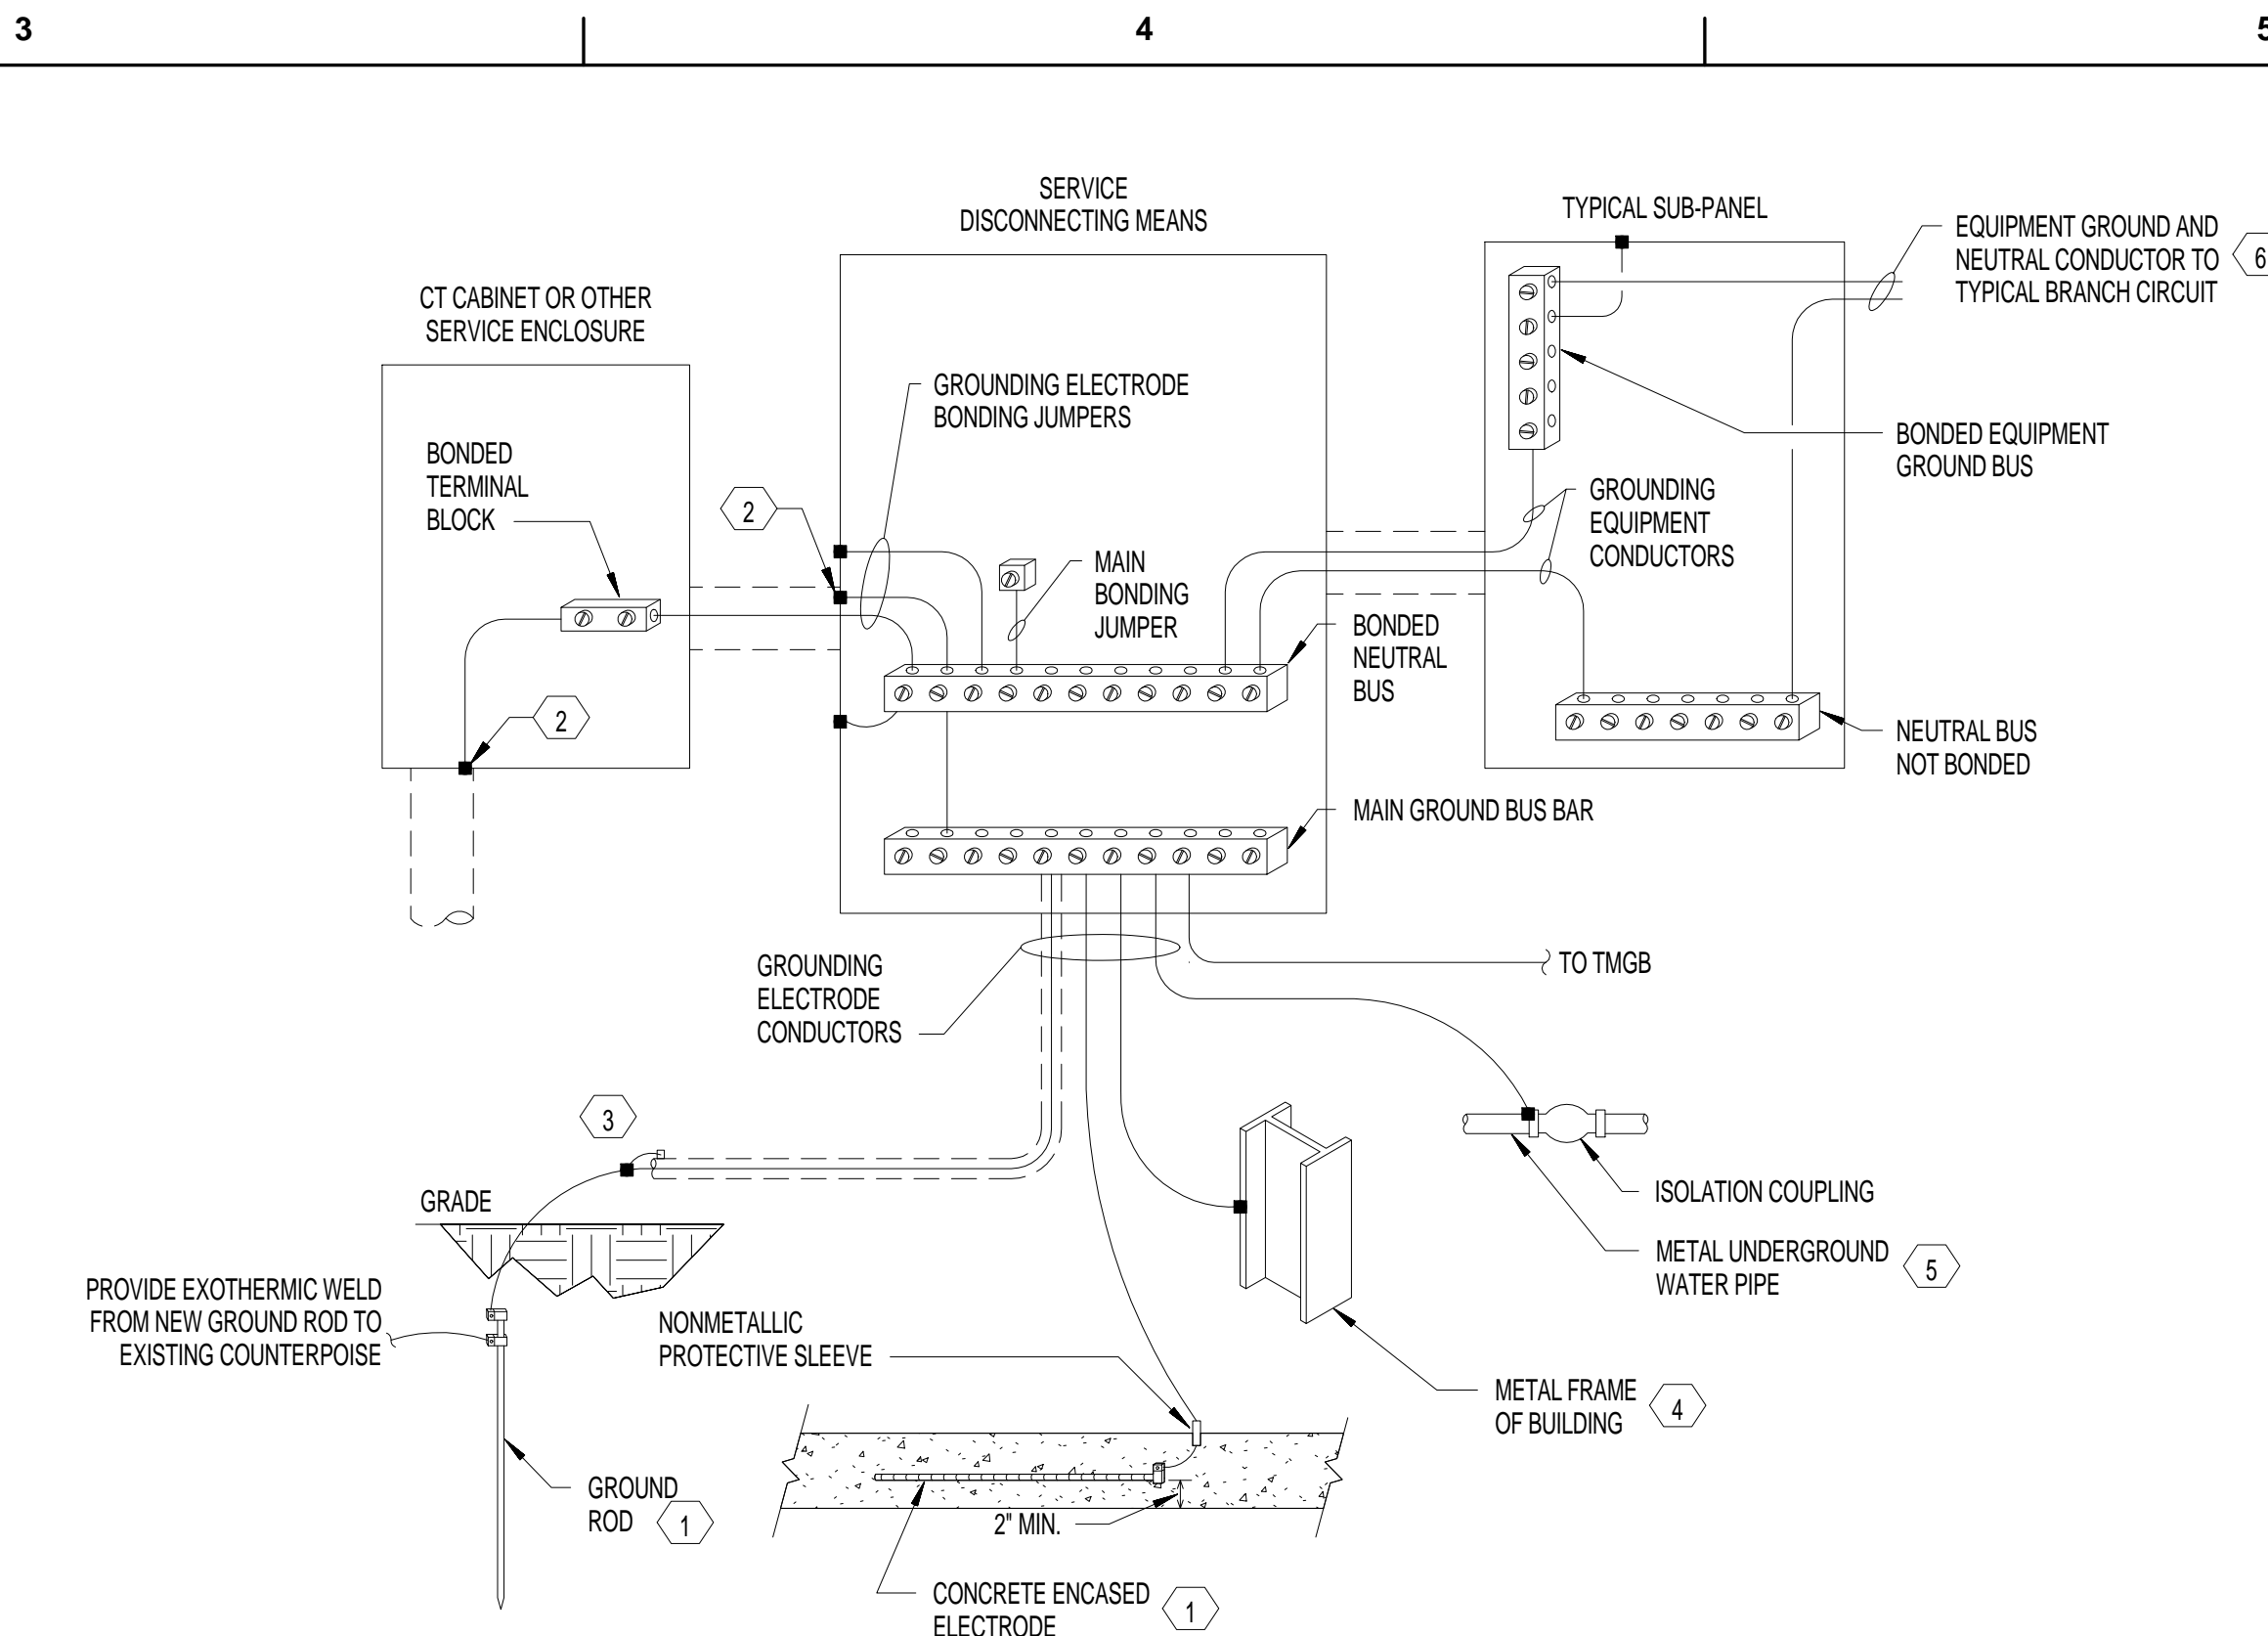 3
4
5
SERVICE
DISCONNECTING MEANS
TYPICAL SUB-PANEL
EQUIPMENT GROUND AND
NEUTRAL CONDUCTOR TO
TYPICAL BRANCH CIRCUIT
6
CT CABINET OR OTHER
SERVICE ENCLOSURE
GROUNDING ELECTRODE
BONDING JUMPERS
BONDED
TERMINAL
BLOCK
2
BONDED EQUIPMENT
GROUND BUS
GROUNDING
EQUIPMENT
CONDUCTORS
MAIN
BONDING
JUMPER
BONDED
NEUTRAL
BUS
2
NEUTRAL BUS
NOT BONDED
MAIN GROUND BUS BAR
GROUNDING
ELECTRODE
CONDUCTORS
TO TMGB
3
GRADE
ISOLATION COUPLING
METAL UNDERGROUND
WATER PIPE
5
PROVIDE EXOTHERMIC WELD
FROM NEW GROUND ROD TO
EXISTING COUNTERPOISE
NONMETALLIC
PROTECTIVE SLEEVE
METAL FRAME
OF BUILDING
4
GROUND
ROD
1
2" MIN.
CONCRETE ENCASED
ELECTRODE
1